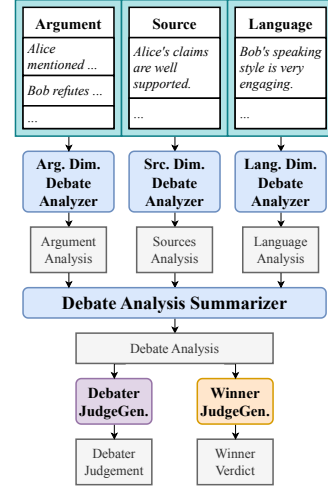 Argument
Source
Language
Alice
mentioned ...
Bob refutes ...
...
Alice's claims
are well
supported.
...
Bob's speaking
style is very
engaging.
...
Arg. Dim.
Debate
Analyzer
Src. Dim.
Debate
Analyzer
Lang. Dim.
Debate
Analyzer
Argument
Analysis
Sources
Analysis
Language
Analysis
Debate Analysis Summarizer
Debate Analysis
Debater
JudgeGen.
Winner
JudgeGen.
Debater
Judgement
Winner
Verdict